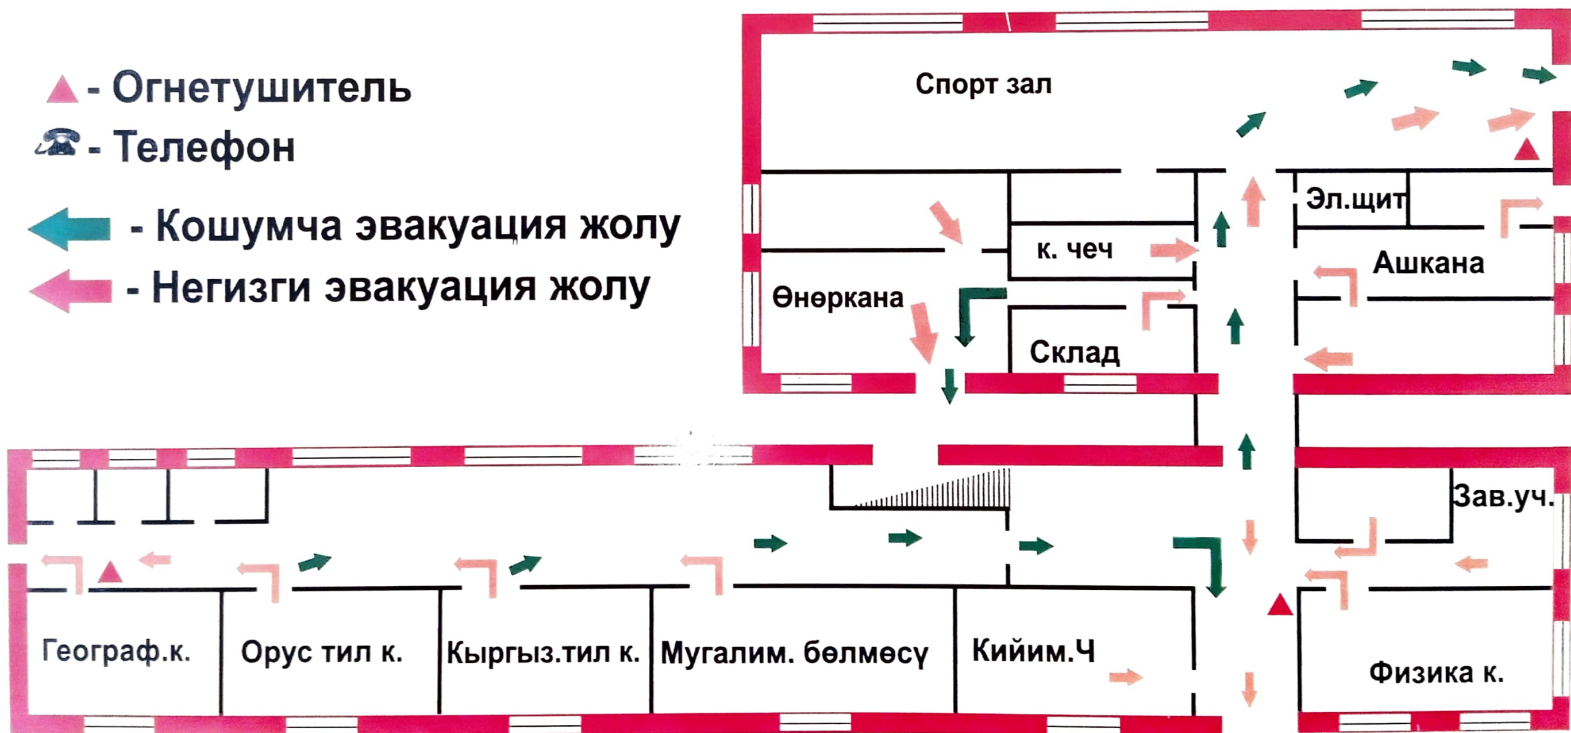 - Огнетушитель
- Телефон
- Кошумча эвакуация жолу
- Негизги эвакуация жолу
Спорт зал
Эл.щит
к. чеч
Ашкана
Өнөркана
Склад
Зав.уч.
Географ.к.
Орус тил к.
Кыргыз.тил к.
Мугалим. бөлмөсү
Кийим.Ч
Физика к.